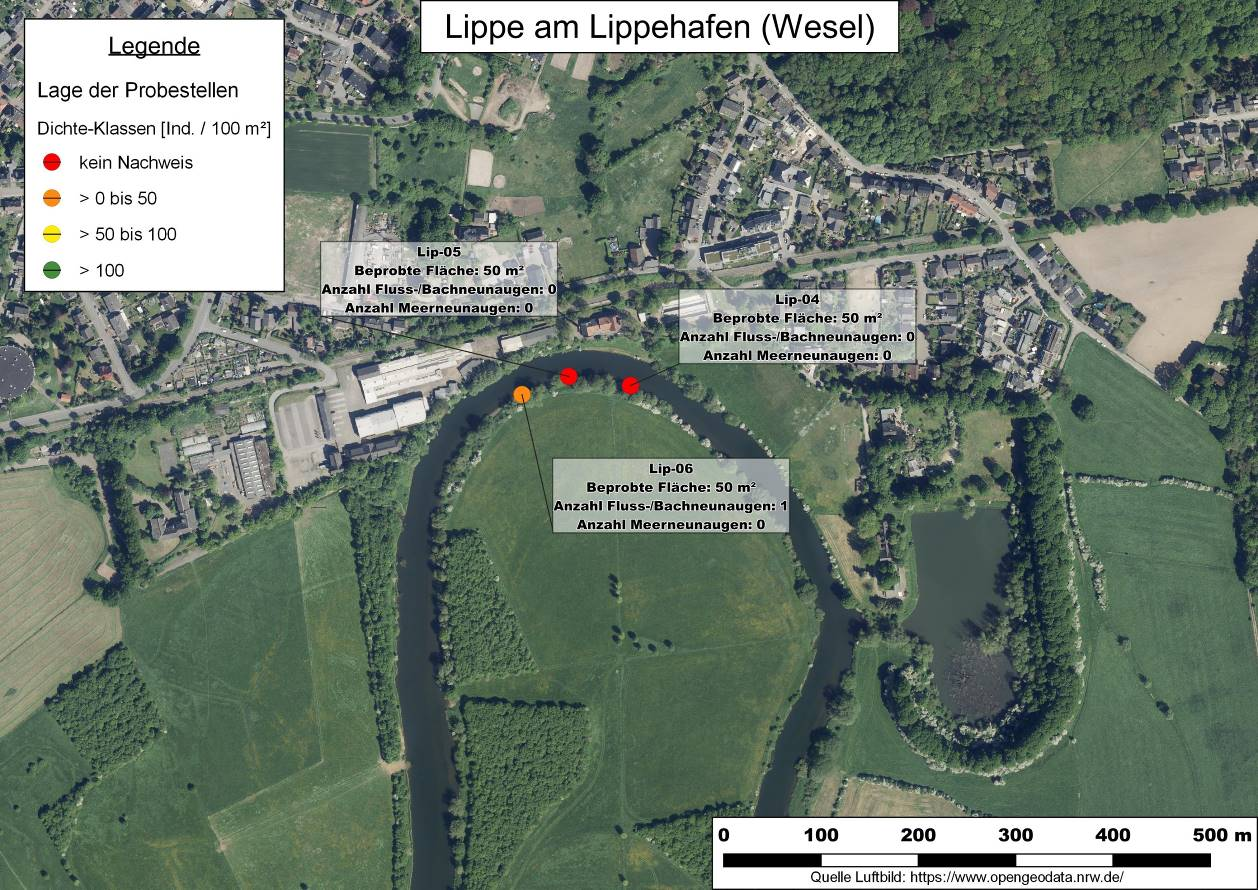 Lippe am Lippehafen (Wesel)
Legende
Lage der Probestellen
Dichte-Klassen [Ind. / 100 m²]
kein Nachweis
> 0 bis 50
> 50 bis 100
> 100
Lip-05
Beprobte Fläche: 50 m²
Anzahl Fluss-/Bachneunaugen: 0
Anzahl Meerneunaugen: 0
Lip-04
Beprobte Fläche: 50 m²
Anzahl Fluss-/Bachneunaugen: 0
Anzahl Meerneunaugen: 0
Lip-06
Beprobte Fläche: 50 m²
Anzahl Fluss-/Bachneunaugen: 1
Anzahl Meerneunaugen: 0
0 100 200 300 400 500 m
Quelle Luftbild: https://www.opengeodata.nrw.de/